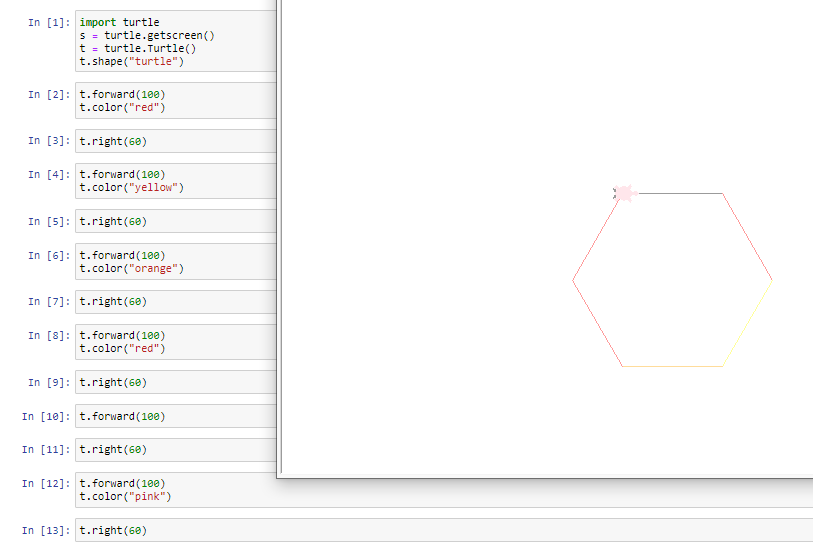 In [1]: import turtle
s = turtle.getscreen()
t = turtle.Turtle()
t.shape("turtle")
In [2]: t.forward(100)
t.color("red")
In [3]: t.right(60)
In [4]: t.forward(100)
t.color("yellow")
In [5]: t.right(60)
In [6]: t.forward(100)
t.color("orange")
In [7]: t.right(60)
In [8]: t.forward(100)
t.color("red")
In [9]: t.right(60)
In [10]: t.forward(100)
In [11]: t.right(60)
In [12]: t.forward(100)
t.color("pink")
In [13]: t.right(60)